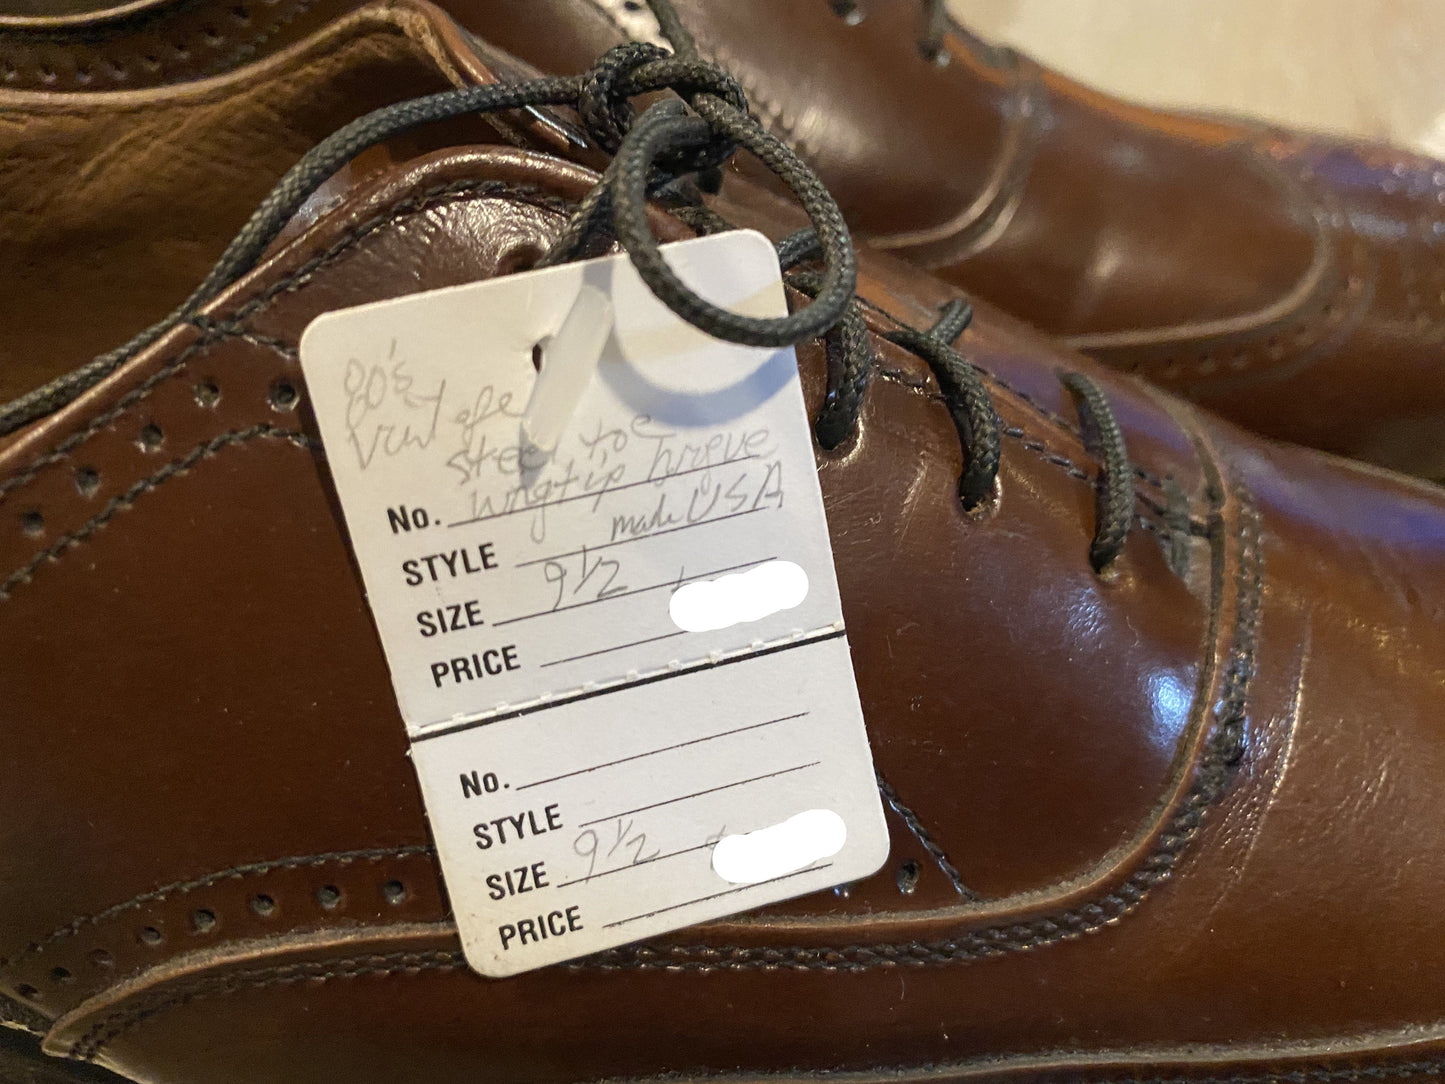 80's
Vintage
steel toe
No. wingtip brogue
STYLE made USA
SIZE 9 1/2
PRICE
No.
STYLE
SIZE 9 1/2
PRICE